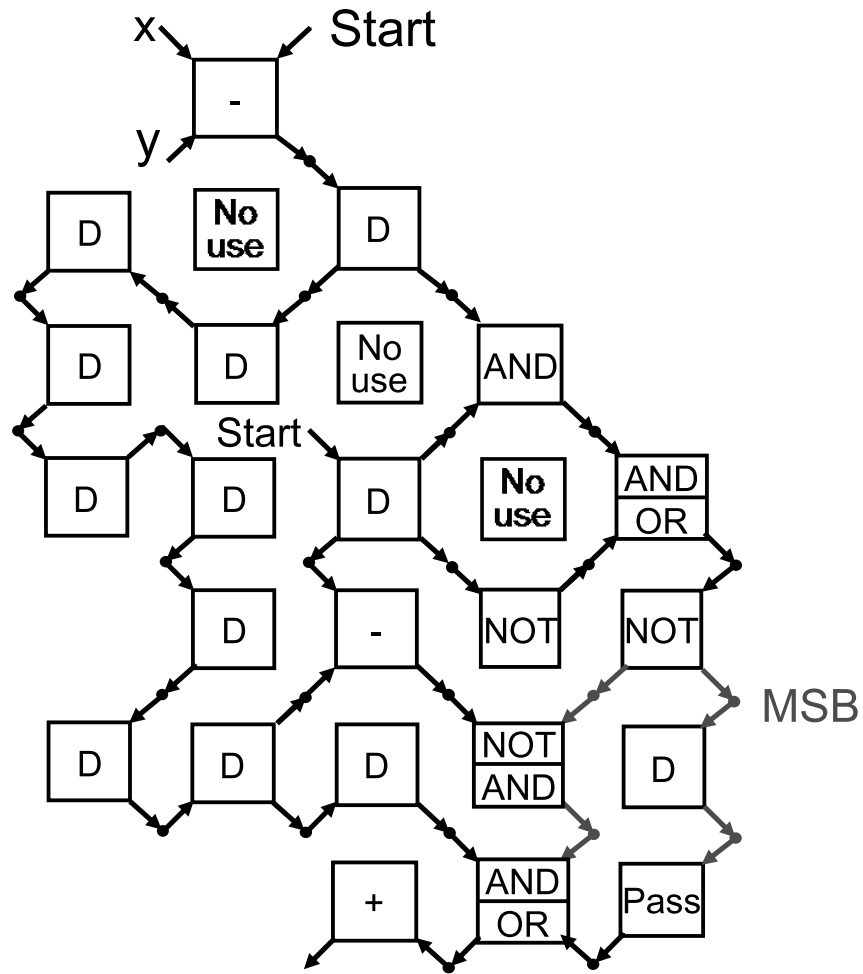 x
Start
-
y
D
No
use
D
D
D
No
use
AND
Start
D
D
D
No
use
AND
OR
D
-
NOT
NOT
MSB
D
D
D
NOT
AND
D
+
AND
OR
Pass